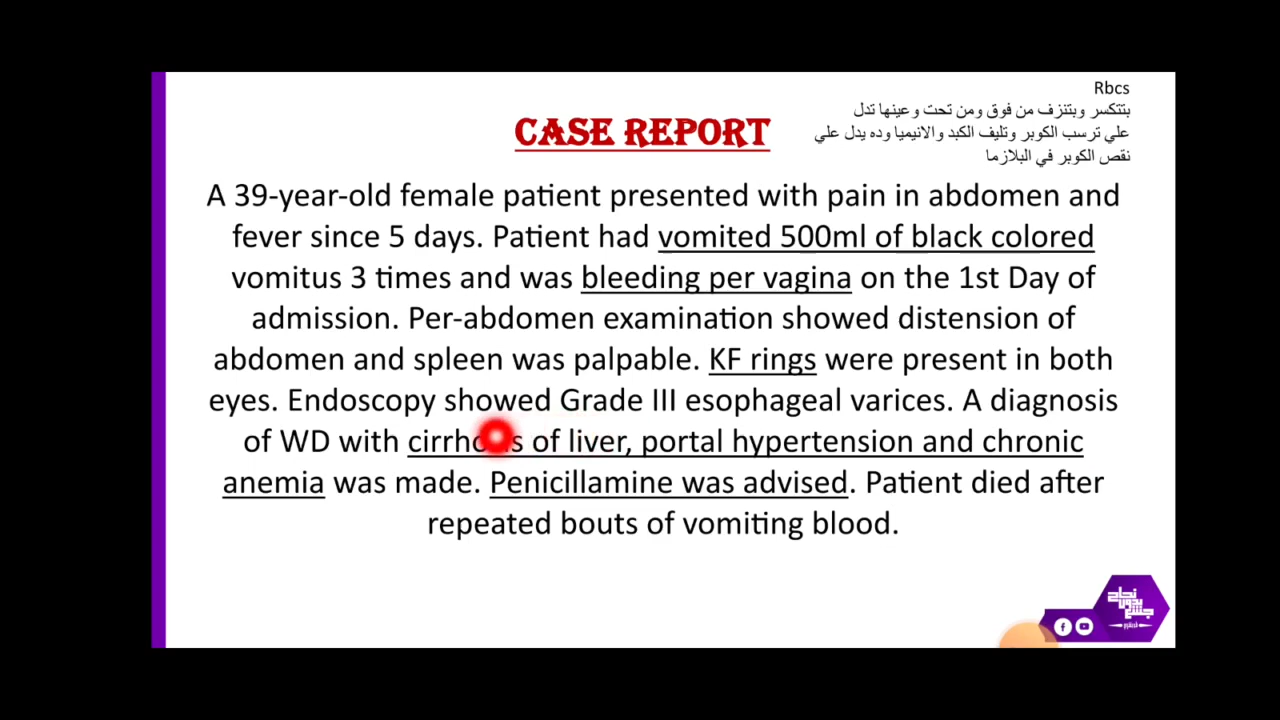 Rbcs
بتتكسر وبتنزف من فوق ومن تحت وعينها تدل
علي ترسب الكوبر وتليف الكبد والانيميا وده يدل علي
نقص الكوبر في البلازما
CASE REPORT
A 39-year-old female patient presented with pain in abdomen and
fever since 5 days. Patient had vomited 500ml of black colored
vomitus 3 times and was bleeding per vagina on the 1st Day of
admission. Per-abdomen examination showed distension of
abdomen and spleen was palpable. KF rings were present in both
eyes. Endoscopy showed Grade III esophageal varices. A diagnosis
of WD with cirrhosis of liver, portal hypertension and chronic
anemia was made. Penicillamine was advised. Patient died after
repeated bouts of vomiting blood.